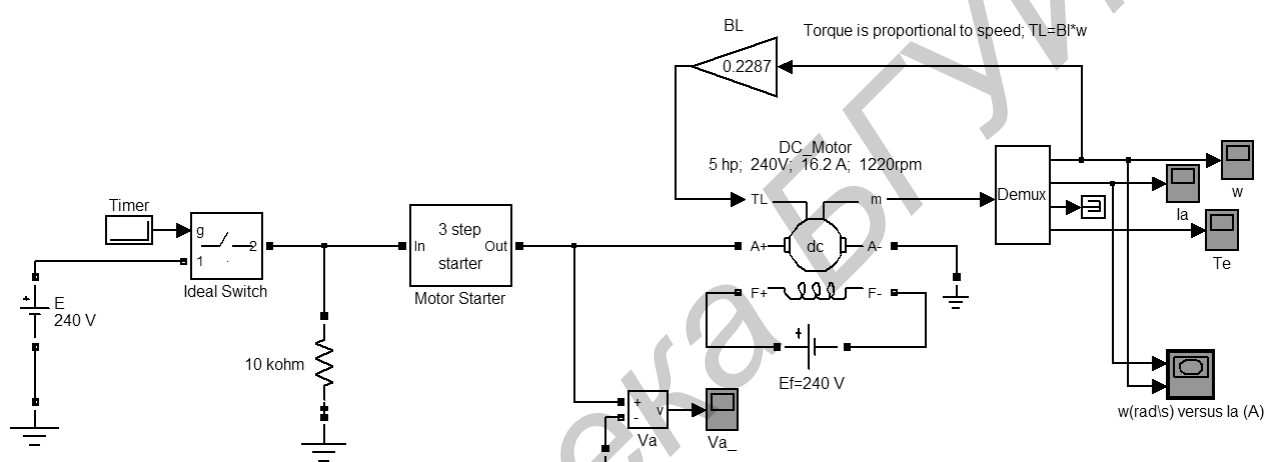 BL
Torque is proportional to speed; TL=Bl*w
0.2287
DC_Motor
5 hp; 240V; 16.2 A; 1220rpm
TL
m
Demux
w
Ia
Te
Timer
g
1
2
Ideal Switch
In
3 step
starter
Out
Motor Starter
A+
dc
A-
F+
F-
E
240 V
10 kohm
Ef=240 V
+
-
v
Va
Va_
w(rad\s) versus Ia (A)
ека БГУИ